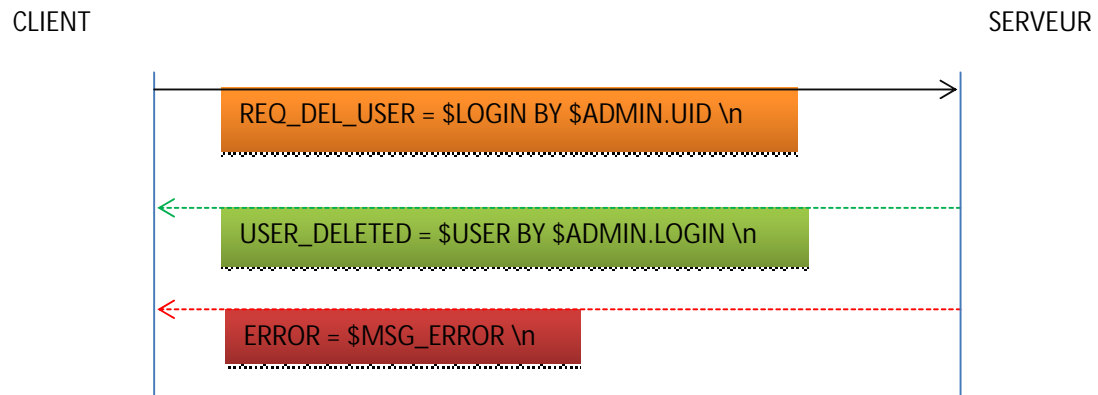 CLIENT
SERVEUR
REQ_DEL_USER = $LOGIN BY $ADMIN.UID \n
USER_DELETED = $USER BY $ADMIN.LOGIN \n
ERROR = $MSG_ERROR \n